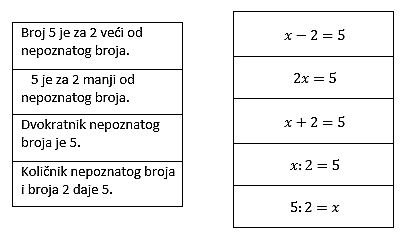 Broj 5 je za 2 veći od
nepoznatog broja.
5 je za 2 manji od
nepoznatog broja.
Dvokratnik nepoznatog
broja je 5.
Količnik nepoznatog broja
i broja 2 daje 5.
x − 2 = 5
2x = 5
x + 2 = 5
x: 2 = 5
5: 2 = x